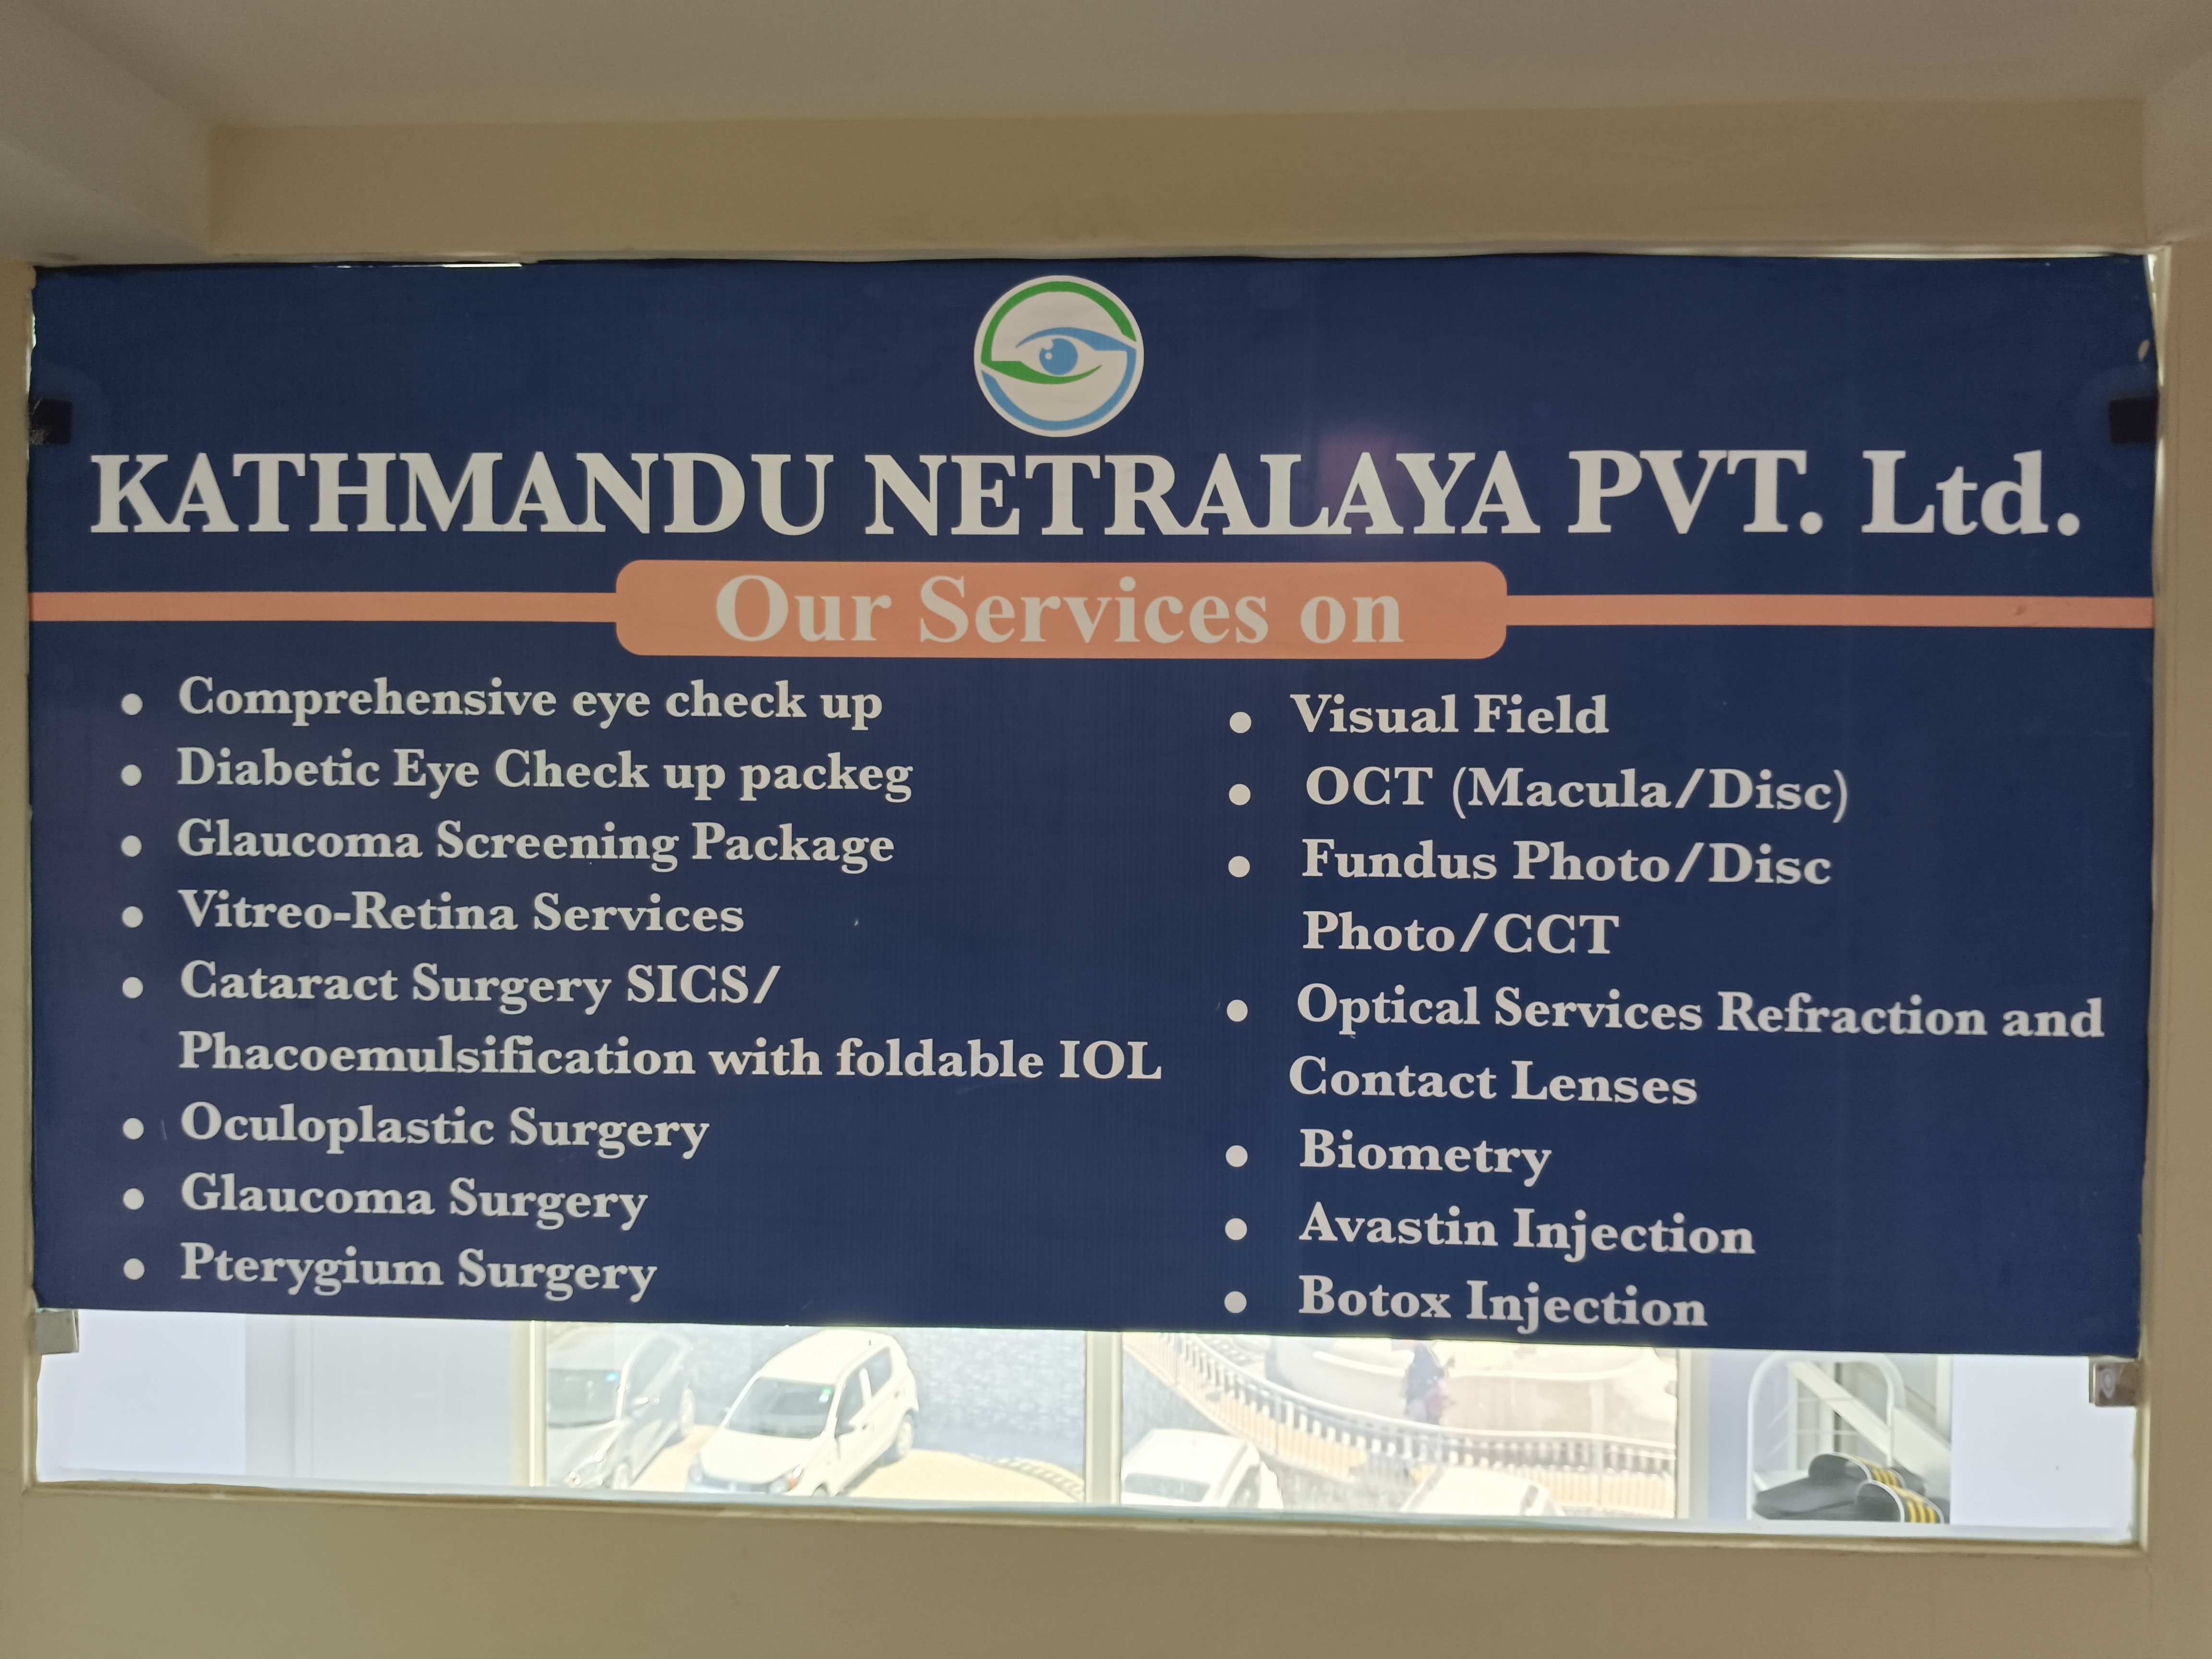 KATHMANDU NETRALAYA PVT. Ltd.
Our Services on
• Comprehensive eye check up
• Diabetic Eye Check up packeg
• Glaucoma Screening Package
• Vitreo-Retina Services
• Cataract Surgery SICS/
Phacoemulsification with foldable IOL
• Oculoplastic Surgery
• Glaucoma Surgery
• Pterygium Surgery
• Visual Field
• OCT (Macula/Disc)
• Fundus Photo/Disc
Photo/CCT
• Optical Services Refraction and
Contact Lenses
• Biometry
• Avastin Injection
• Botox Injection